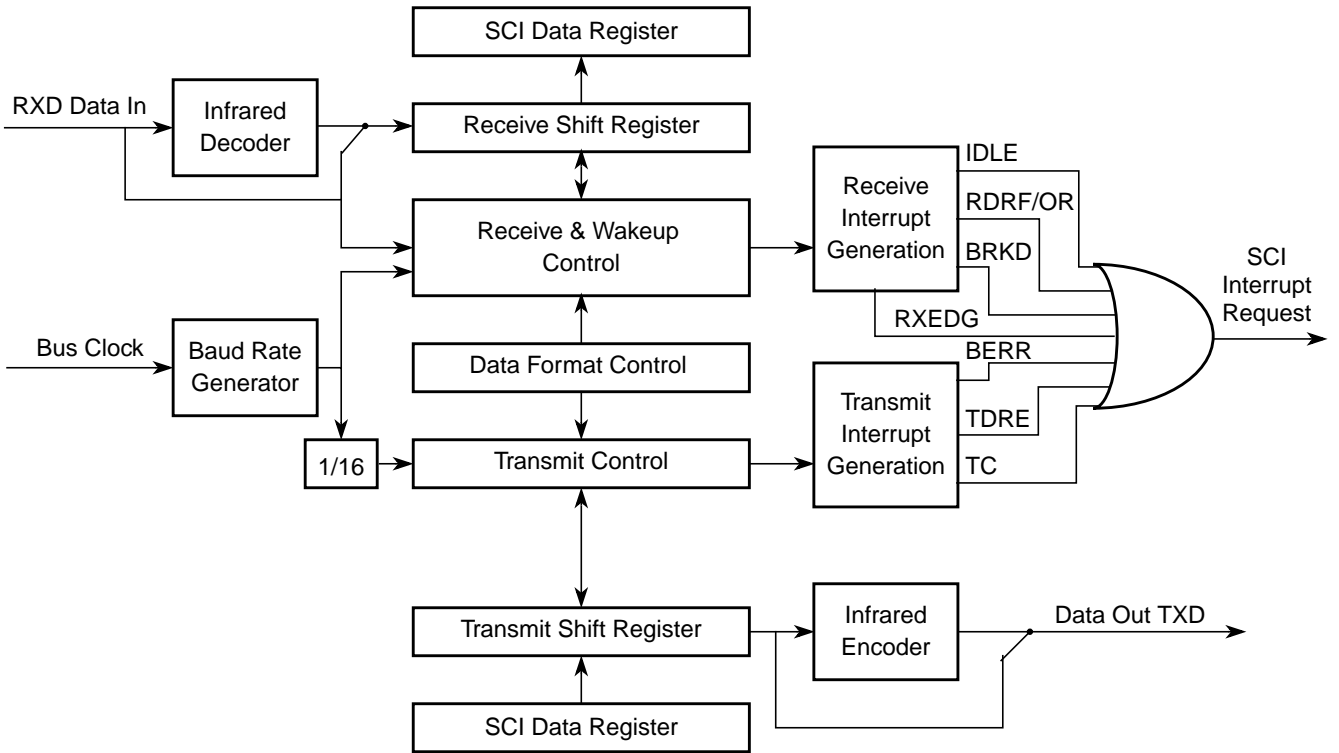 SCI Data Register
RXD Data In
Infrared
Decoder
Receive Shift Register
Receive & Wakeup
Control
Receive
Interrupt
Generation
IDLE
RDRF/OR
BRKD
RXEDG
SCI
Interrupt
Request
Bus Clock
Baud Rate
Generator
Data Format Control
1/16
Transmit Control
Transmit
Interrupt
Generation
BERR
TDRE
TC
Transmit Shift Register
Infrared
Encoder
Data Out TXD
SCI Data Register